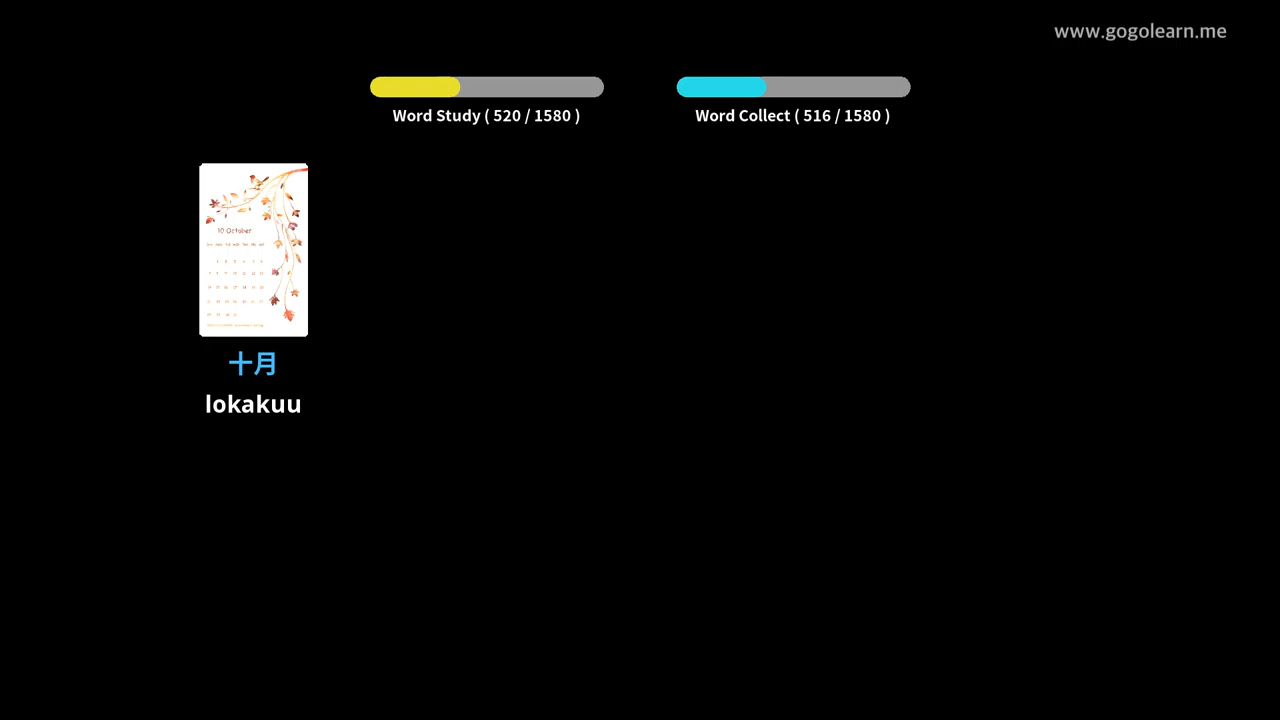 www.gogolearn.me
Word Study ( 520 / 1580 )
Word Collect ( 516 / 1580 )
10 October
十月
lokakuu